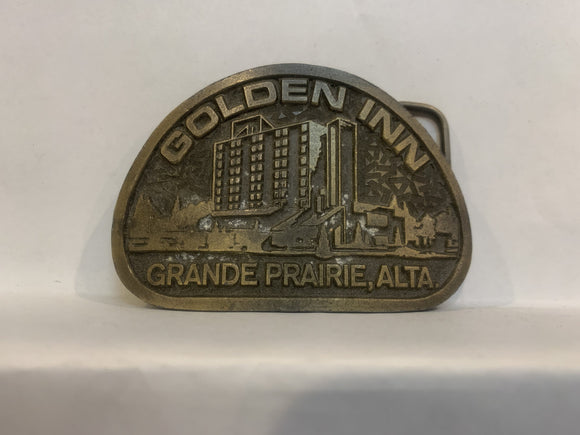 GOLDEN INN
GRANDE PRAIRIE, ALTA.